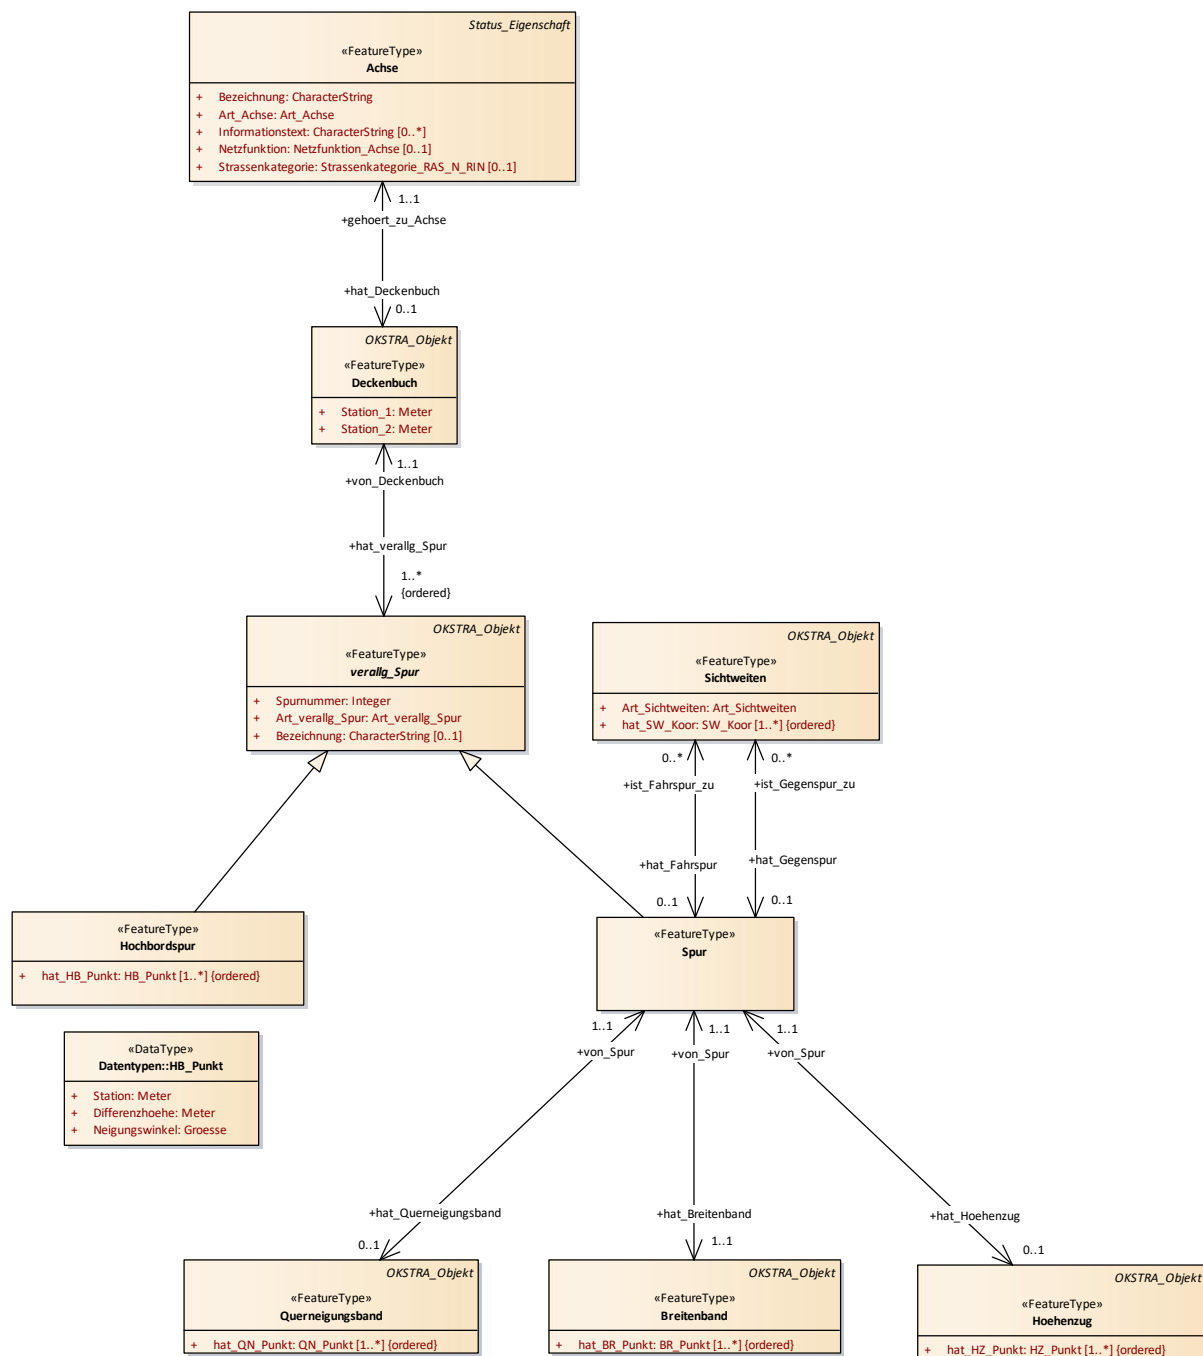 Status_Eigenschaft
«FeatureType»
Achse
+ Bezeichnung: CharacterString
+ Art_Achse: Art_Achse
+ Informationstext: CharacterString [0..*]
+ Netzfunktion: Netzfunktion_Achse [0..1]
+ Strassenkategorie: Strassenkategorie_RAS_N_RIN [0..1]
1..1
+gehoert_zu_Achse
+hat_Deckenbuch
0..1
OKSTRA_Objekt
«FeatureType»
Deckenbuch
+ Station_1: Meter
+ Station_2: Meter
1..1
+von_Deckenbuch
+hat_verallg_Spur
1..*
{ordered}
OKSTRA_Objekt
«FeatureType»
verallg_Spur
+ Spurnummer: Integer
+ Art_verallg_Spur: Art_verallg_Spur
+ Bezeichnung: CharacterString [0..1]
OKSTRA_Objekt
«FeatureType»
Sichtweiten
+ Art_Sichtweiten: Art_Sichtweiten
+ hat_SW_Koor: SW_Koor [1..*] {ordered}
0..* 0..*
+ist_Fahrspur_zu +ist_Gegenspur_zu
+hat_Fahrspur +hat_Gegenspur
0..1 0..1
«FeatureType»
Hochbordspur
+ hat_HB_Punkt: HB_Punkt [1..*] {ordered}
«FeatureType»
Spur
«DataType»
Datentypen::HB_Punkt
+ Station: Meter
+ Differenzhoehe: Meter
+ Neigungswinkel: Groesse
1..1 1..1 1..1
+von_Spur +von_Spur +von_Spur
+hat_Querneigungsband +hat_Breitenband +hat_Hoehenzug
0..1 1..1 0..1
OKSTRA_Objekt
«FeatureType»
Querneigungsband
+ hat_QN_Punkt: QN_Punkt [1..*] {ordered}
OKSTRA_Objekt
«FeatureType»
Breitenband
+ hat_BR_Punkt: BR_Punkt [1..*] {ordered}
OKSTRA_Objekt
«FeatureType»
Hoehenzug
+ hat_HZ_Punkt: HZ_Punkt [1..*] {ordered}